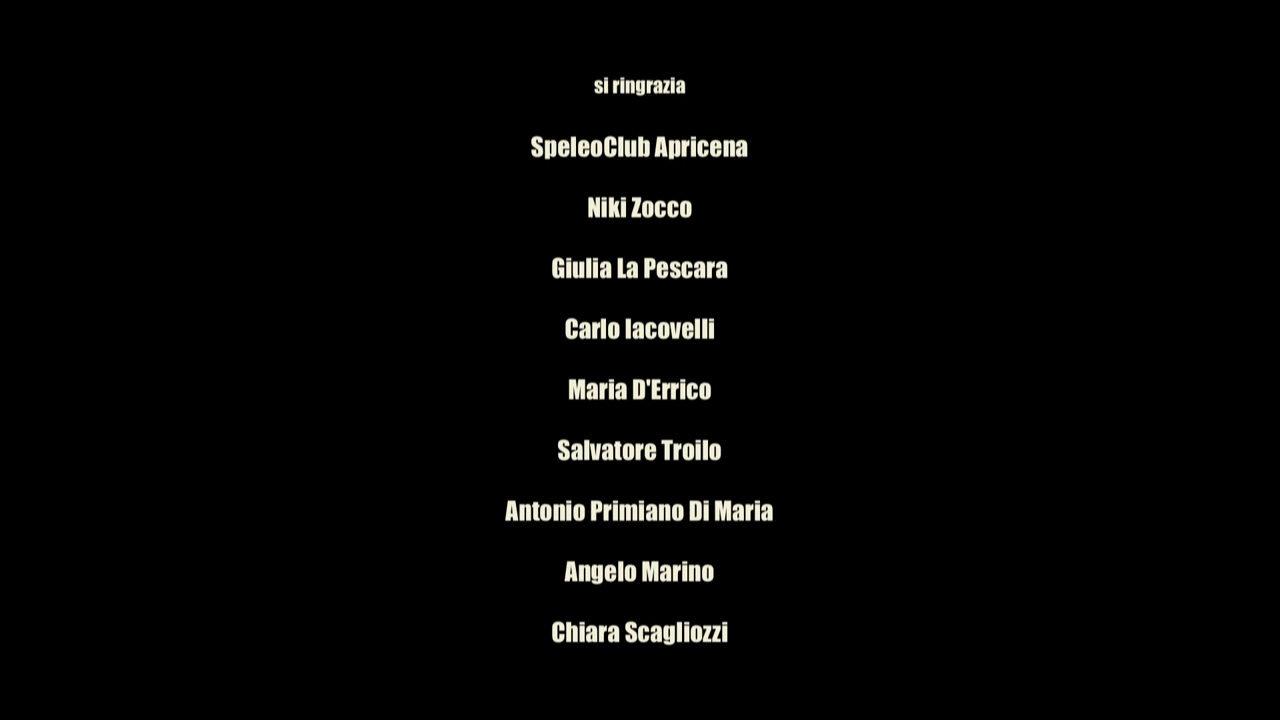 si ringrazia
SpeleoClub Apricena
Niki Zocco
Giulia La Pescara
Carlo Iacovelli
Maria D'Errico
Salvatore Troilo
Antonio Primiano Di Maria
Angelo Marino
Chiara Scagliozzi